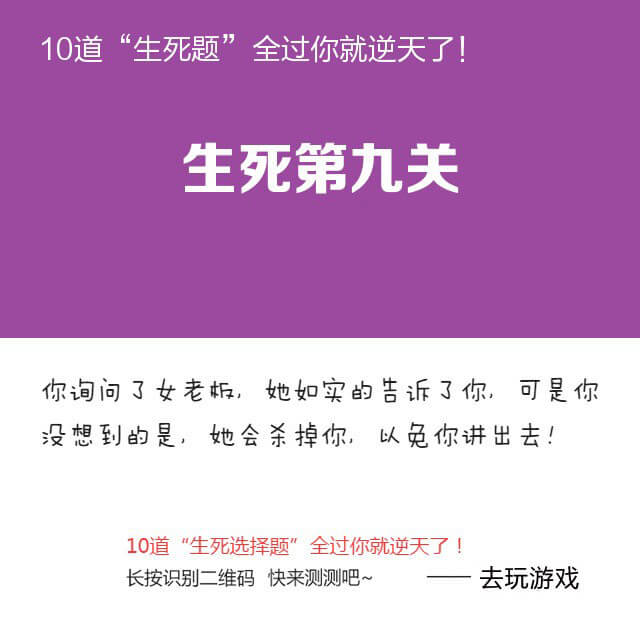 10道“生死题”全过你就逆天了！
生死第九关
你询问了女老板，她如实的告诉了你，可是你
没想到的是，她会杀掉你，以免你讲出去！
10道“生死选择题”全过你就逆天了！
长按识别二维码 快来测测吧~ —— 去玩游戏